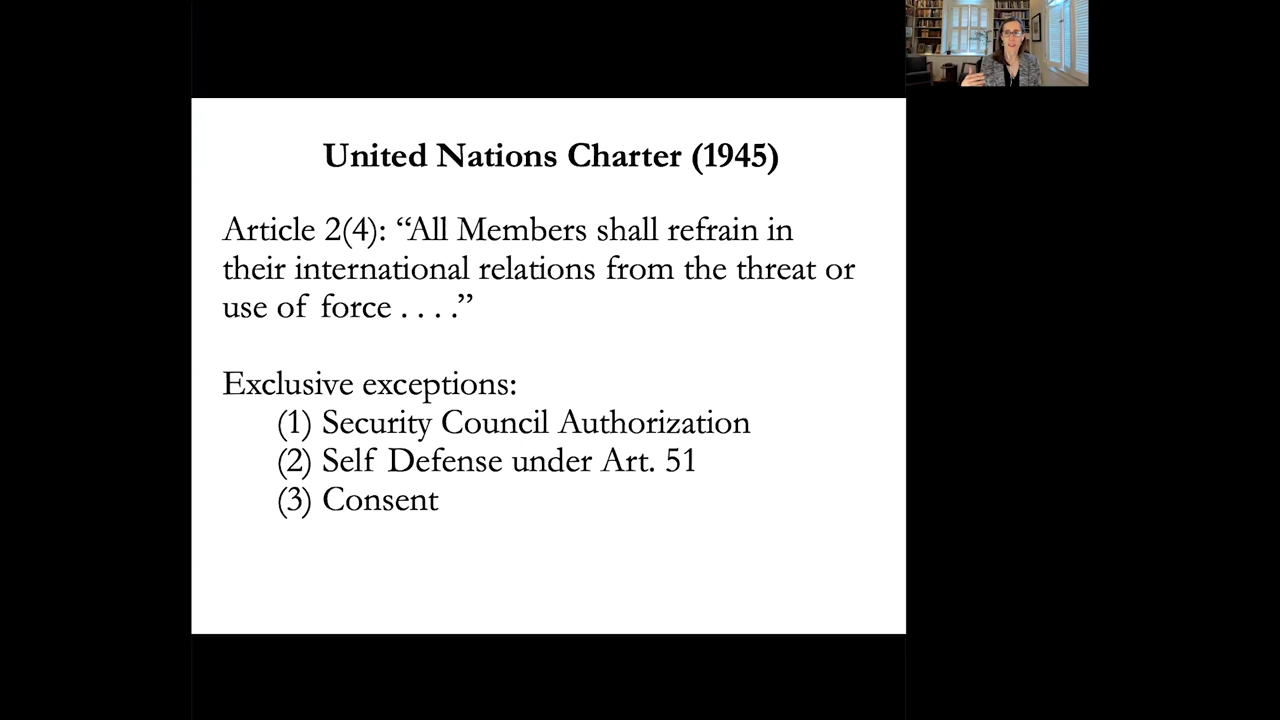 United Nations Charter (1945)
Article 2(4): “All Members shall refrain in
their international relations from the threat or
use of force . . . .”
Exclusive exceptions:
(1) Security Council Authorization
(2) Self Defense under Art. 51
(3) Consent